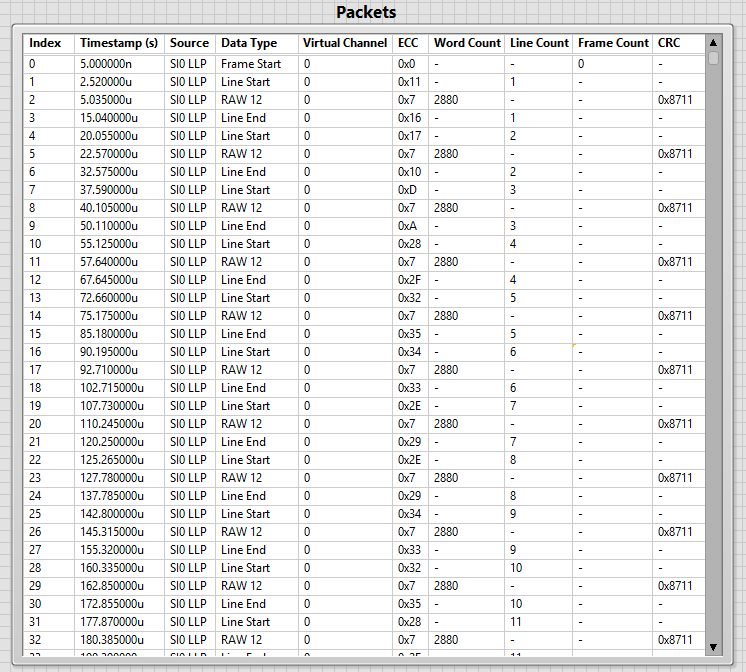 Packets
Index Timestamp (s) Source Data Type Virtual Channel ECC Word Count Line Count Frame Count CRC
0 5.000000n SI0 LLP Frame Start 0 0x0 - - 0 -
1 2.520000u SI0 LLP Line Start 0 0x11 - 1 - -
2 5.035000u SI0 LLP RAW 12 0 0x7 2880 - - 0x8711
3 15.040000u SI0 LLP Line End 0 0x16 - 1 - -
4 20.055000u SI0 LLP Line Start 0 0x17 - 2 - -
5 22.570000u SI0 LLP RAW 12 0 0x7 2880 - - 0x8711
6 32.575000u SI0 LLP Line End 0 0x10 - 2 - -
7 37.590000u SI0 LLP Line Start 0 0xD - 3 - -
8 40.105000u SI0 LLP RAW 12 0 0x7 2880 - - 0x8711
9 50.110000u SI0 LLP Line End 0 0xA - 3 - -
10 55.125000u SI0 LLP Line Start 0 0x28 - 4 - -
11 57.640000u SI0 LLP RAW 12 0 0x7 2880 - - 0x8711
12 67.645000u SI0 LLP Line End 0 0x2F - 4 - -
13 72.660000u SI0 LLP Line Start 0 0x32 - 5 - -
14 75.175000u SI0 LLP RAW 12 0 0x7 2880 - - 0x8711
15 85.180000u SI0 LLP Line End 0 0x35 - 5 - -
16 90.195000u SI0 LLP Line Start 0 0x34 - 6 - -
17 92.710000u SI0 LLP RAW 12 0 0x7 2880 - - 0x8711
18 102.715000u SI0 LLP Line End 0 0x33 - 6 - -
19 107.730000u SI0 LLP Line Start 0 0x2E - 7 - -
20 110.245000u SI0 LLP RAW 12 0 0x7 2880 - - 0x8711
21 120.250000u SI0 LLP Line End 0 0x29 - 7 - -
22 125.265000u SI0 LLP Line Start 0 0x2E - 8 - -
23 127.780000u SI0 LLP RAW 12 0 0x7 2880 - - 0x8711
24 137.785000u SI0 LLP Line End 0 0x29 - 8 - -
25 142.800000u SI0 LLP Line Start 0 0x34 - 9 - -
26 145.315000u SI0 LLP RAW 12 0 0x7 2880 - - 0x8711
27 155.320000u SI0 LLP Line End 0 0x33 - 9 - -
28 160.335000u SI0 LLP Line Start 0 0x32 - 10 - -
29 162.850000u SI0 LLP RAW 12 0 0x7 2880 - - 0x8711
30 172.855000u SI0 LLP Line End 0 0x35 - 10 - -
31 177.870000u SI0 LLP Line Start 0 0x28 - 11 - -
32 180.385000u SI0 LLP RAW 12 0 0x7 2880 - - 0x8711